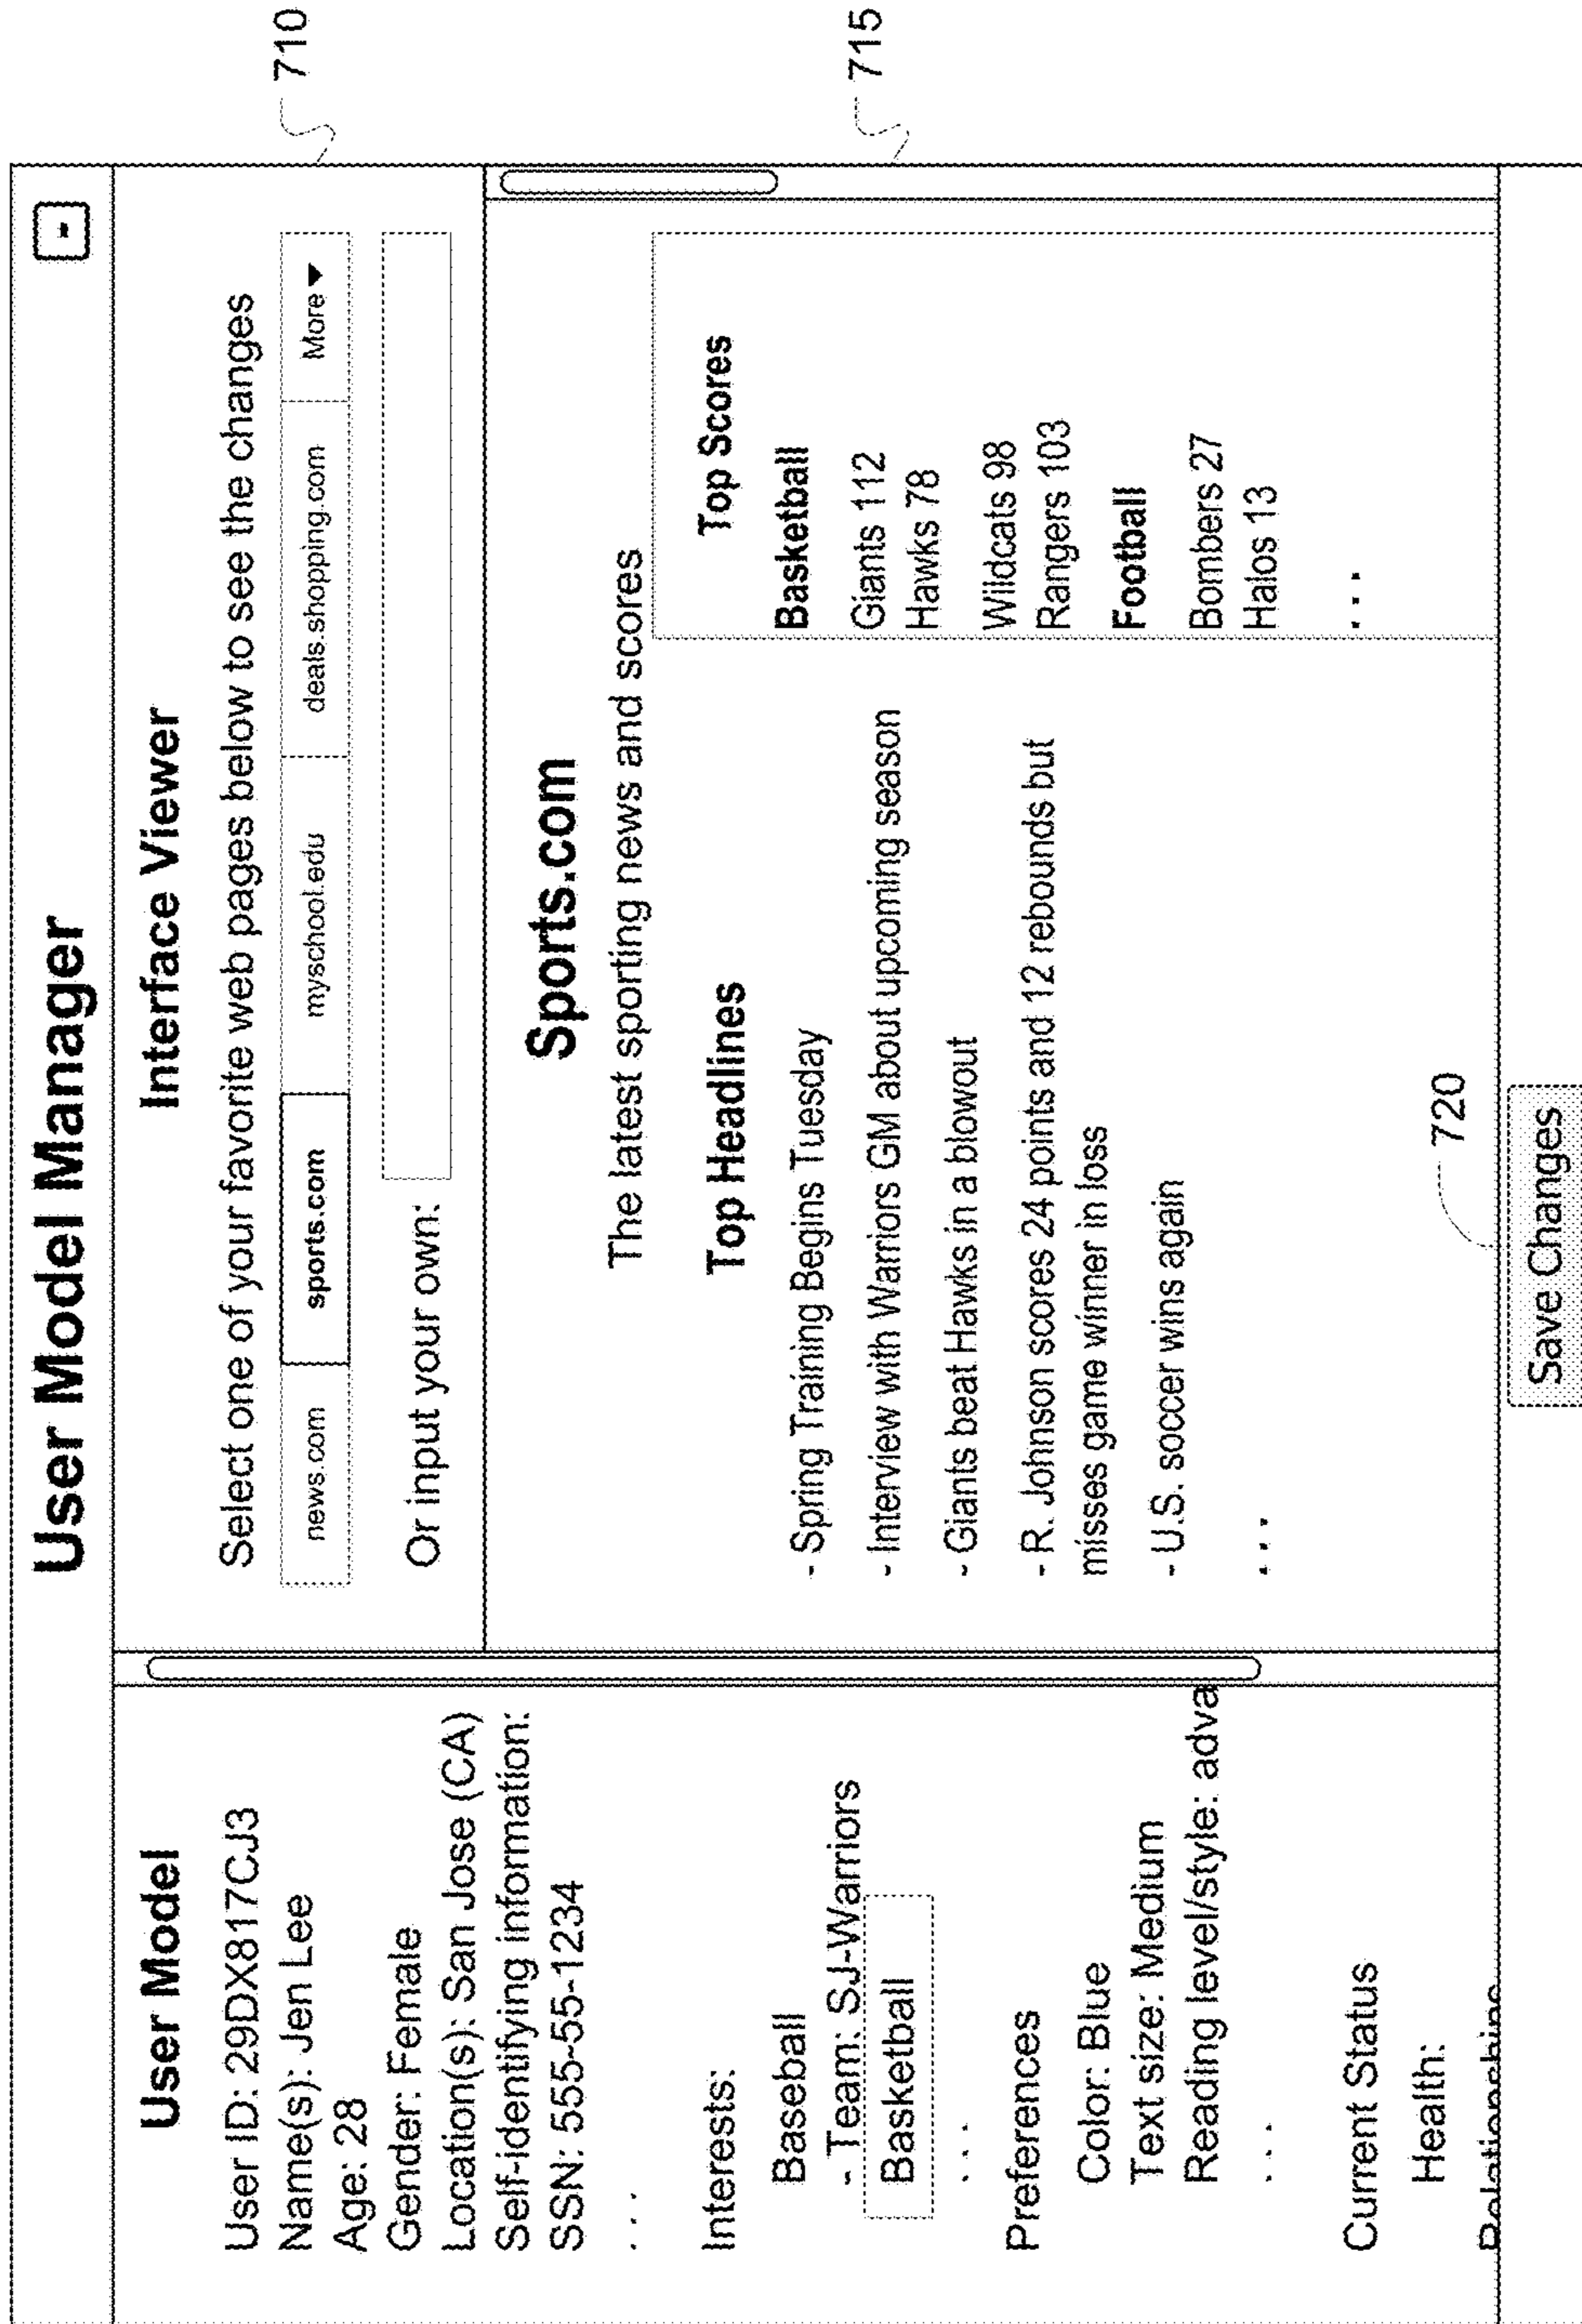 User Model Manager
-
User Model
User ID: 29DX817CJ3
Name(s): Jen Lee
Age: 28
Gender: Female
Location(s): San Jose (CA)
Self-identifying information:
SSN: 555-55-1234
. . .
Interests:
Baseball
- Team: SJ-Warriors
Basketball
. . .
Preferences
Color: Blue
Text size: Medium
Reading level/style: adva
. . .
Current Status
Health:
Relationships
Interface Viewer
Select one of your favorite web pages below to see the changes
news.com sports.com myschool.edu deals.shopping.com More ▼
Or input your own:
Sports.com
The latest sporting news and scores
Top Headlines
- Spring Training Begins Tuesday
- Interview with Warriors GM about upcoming season
- Giants beat Hawks in a blowout
- R. Johnson scores 24 points and 12 rebounds but
misses game winner in loss
- U.S. soccer wins again
. . .
Top Scores
Basketball
Giants 112
Hawks 78
Wildcats 98
Rangers 103
Football
Bombers 27
Halos 13
. . .
720
Save Changes
710
715